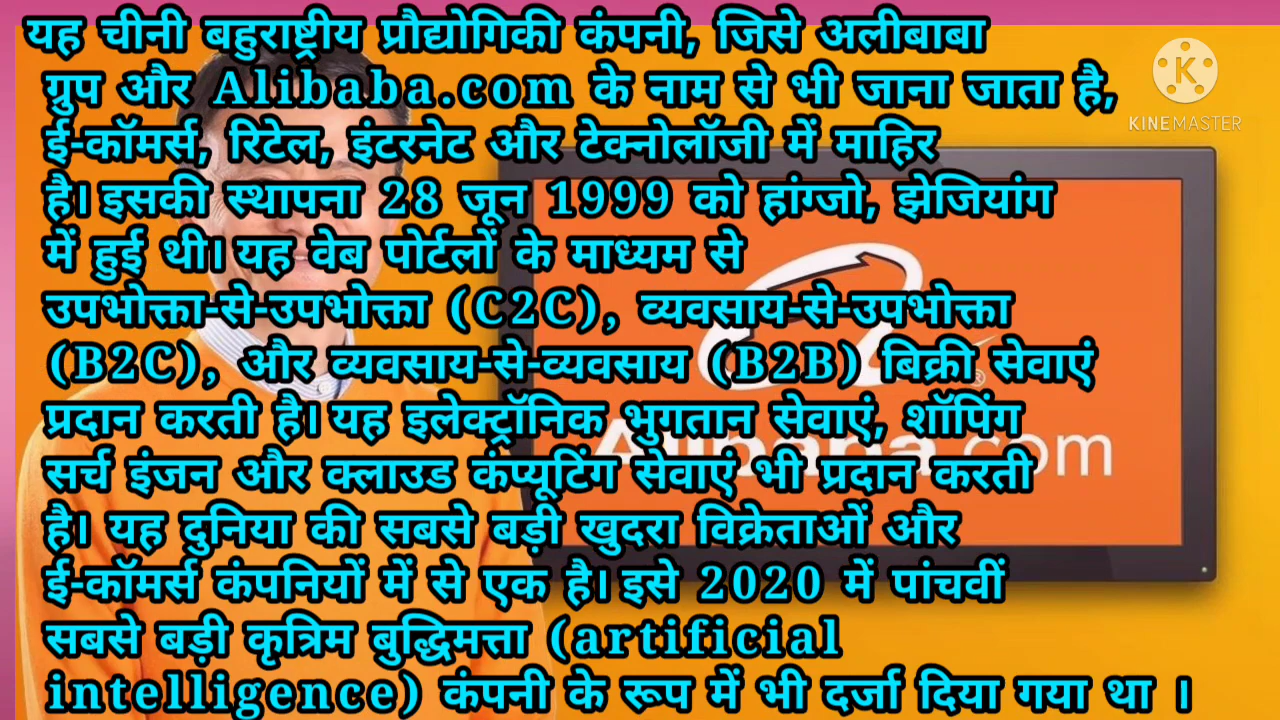 यह चीनी बहुराष्ट्रीय प्रौद्योगिकी कंपनी, जिसे अलीबाबा
ग्रुप और Alibaba.com के नाम से भी जाना जाता है,
ई-कॉमर्स, रिटेल, इंटरनेट और टेक्नोलॉजी में माहिर
है। इसकी स्थापना 28 जून 1999 को हांग्जो, झेजियांग
में हुई थी। यह वेब पोर्टलों के माध्यम से
उपभोक्ता-से-उपभोक्ता (C2C), व्यवसाय-से-उपभोक्ता
(B2C), और व्यवसाय-से-व्यवसाय (B2B) बिक्री सेवाएं
प्रदान करती है। यह इलेक्ट्रॉनिक भुगतान सेवाएं, शॉपिंग
सर्च इंजन और क्लाउड कंप्यूटिंग सेवाएं भी प्रदान करती
है। यह दुनिया की सबसे बड़ी खुदरा विक्रेताओं और
ई-कॉमर्स कंपनियों में से एक है। इसे 2020 में पांचवीं
सबसे बड़ी कृत्रिम बुद्धिमत्ता (artificial
intelligence) कंपनी के रूप में भी दर्जा दिया गया था ।
K
KINEMASTER
Alibaba.com